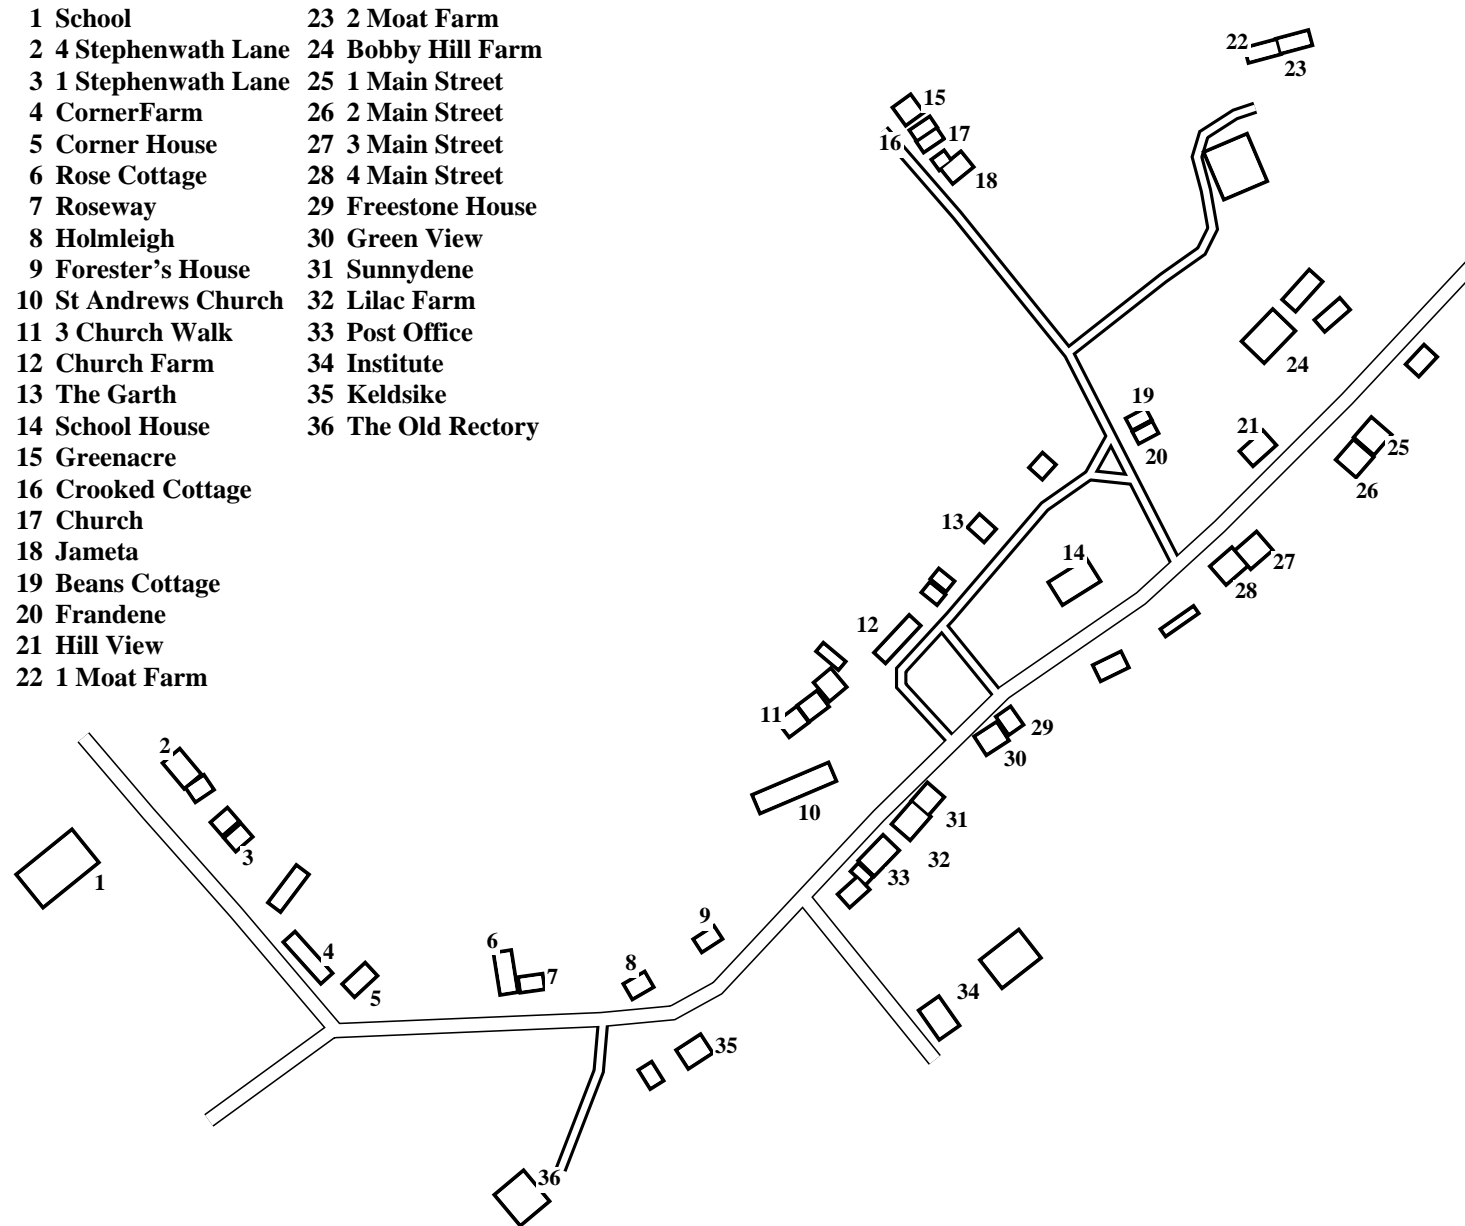 1 School
2 4 Stephenwath Lane
3 1 Stephenwath Lane
4 CornerFarm
5 Corner House
6 Rose Cottage
7 Roseway
8 Holmleigh
9 Forester's House
10 St Andrews Church
11 3 Church Walk
12 Church Farm
13 The Garth
14 School House
15 Greenacre
16 Crooked Cottage
17 Church
18 Jameta
19 Beans Cottage
20 Frandene
21 Hill View
22 1 Moat Farm
23 2 Moat Farm
24 Bobby Hill Farm
25 1 Main Street
26 2 Main Street
27 3 Main Street
28 4 Main Street
29 Freestone House
30 Green View
31 Sunnydene
32 Lilac Farm
33 Post Office
34 Institute
35 Keldsike
36 The Old Rectory
22
23
15
16
17
18
24
19
20
21
25
26
13
14
27
28
12
11
29
30
2
10
31
32
3
33
1
9
4
6
7
8
5
34
35
36